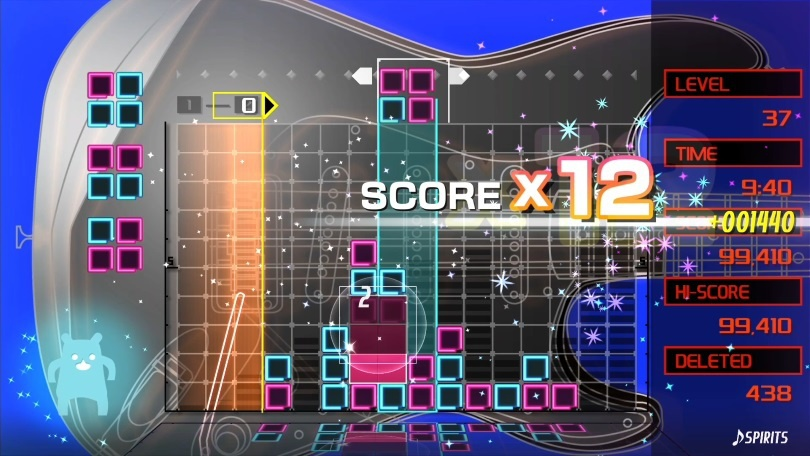 LEVEL
37
1 — 0
TIME
9:40
SCORE x12
+001440
99,410
HI-SCORE
99,410
2
DELETED
438
♪SPIRITS